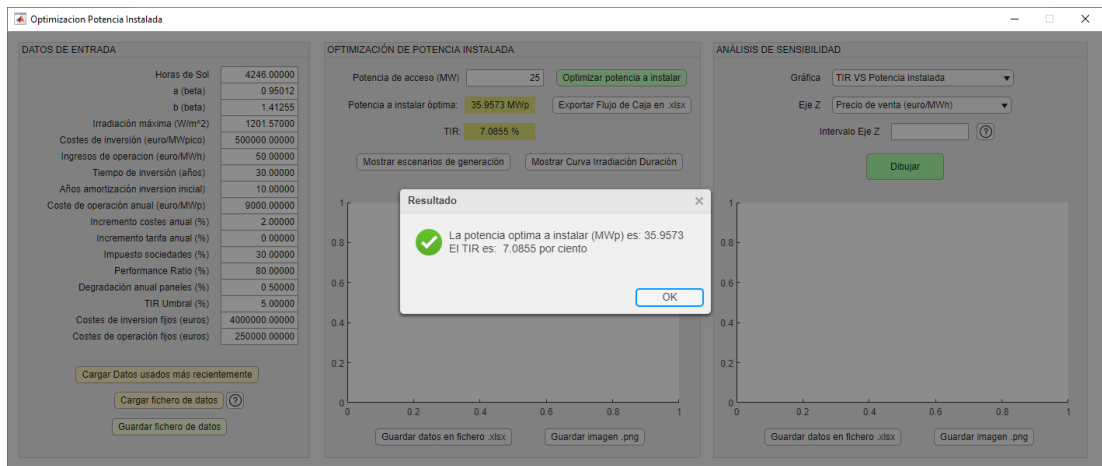 Optimizacion Potencia Instalada
DATOS DE ENTRADA
Horas de Sol 4246.00000
a (beta) 0.95012
b (beta) 1.41255
Irradiación máxima (W/m^2) 1201.57000
Costes de inversión (euro/MWpico) 500000.00000
Ingresos de operacion (euro/MWh) 50.00000
Tiempo de inversión (años) 30.00000
Años amortización inversion inicial) 10.00000
Coste de operación anual (euro/MWp) 9000.00000
Incremento costes anual (%) 2.00000
Incremento tarifa anual (%) 0.00000
Impuesto sociedades (%) 30.00000
Performance Ratio (%) 80.00000
Degradación anual paneles (%) 0.50000
TIR Umbral (%) 5.00000
Costes de inversion fijos (euros) 4000000.00000
Costes de operación fijos (euros) 250000.00000
Cargar Datos usados más recientemente
Cargar fichero de datos ?
Guardar fichero de datos
OPTIMIZACIÓN DE POTENCIA INSTALADA
Potencia de acceso (MW) 25 Optimizar potencia a instalar
Potencia a instalar óptima: 35.9573 MWp Exportar Flujo de Caja en .xlsx
TIR: 7.0855 %
Mostrar escenarios de generación Mostrar Curva Irradiación Duración
Resultado
La potencia optima a instalar (MWp) es: 35.9573
El TIR es: 7.0855 por ciento
OK
1
0.8
0.6
0.4
0.2
0
0 0.2 0.4 0.6 0.8 1
Guardar datos en fichero .xlsx Guardar imagen .png
ANÁLISIS DE SENSIBILIDAD
Gráfica TIR VS Potencia instalada
Eje Z Precio de venta (euro/MWh)
Intervalo Eje Z ?
Dibujar
1
0.8
0.6
0.4
0.2
0
0 0.2 0.4 0.6 0.8 1
Guardar datos en fichero .xlsx Guardar imagen .png